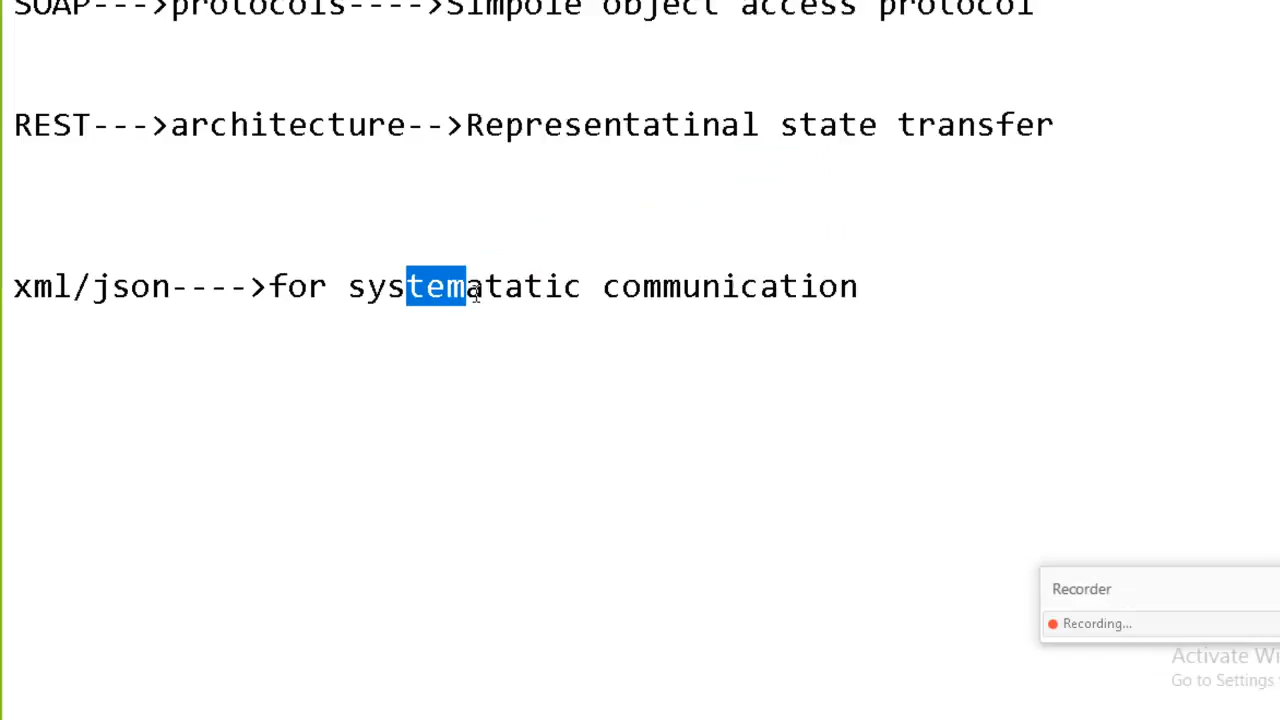 SOAP--->protocols---->Simpole object access protocol
REST--->architecture-->Representatinal state transfer
xml/json---->for systematatic communication
Recorder
Recording...
Activate Wi
Go to Settings